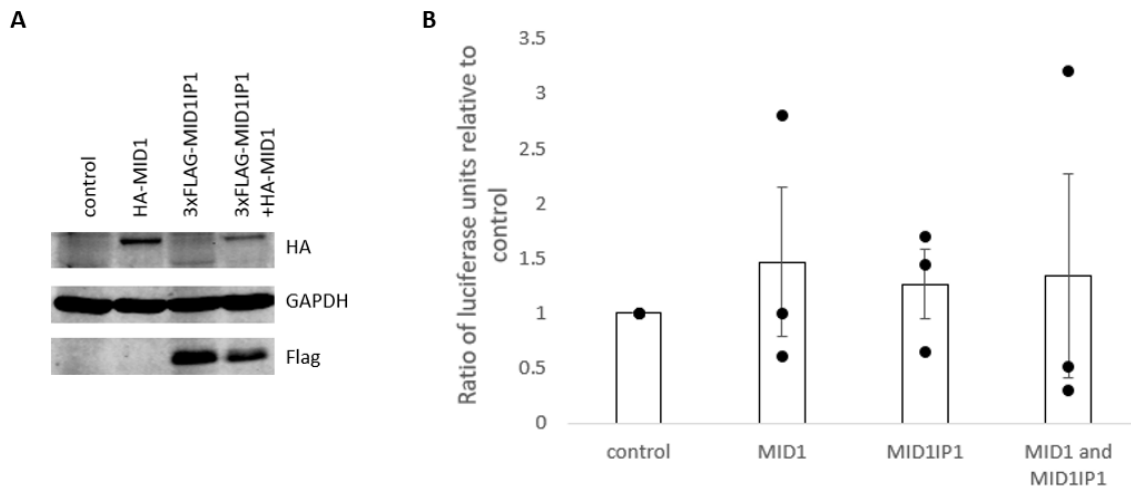 A
control
HA-MID1
3xFLAG-MID1IP1
3xFLAG-MID1IP1
+HA-MID1
HA
GAPDH
Flag
B
Ratio of luciferase units relative to
control
3.5
3
2.5
2
1.5
1
0.5
0
control
MID1
MID1IP1
MID1 and
MID1IP1